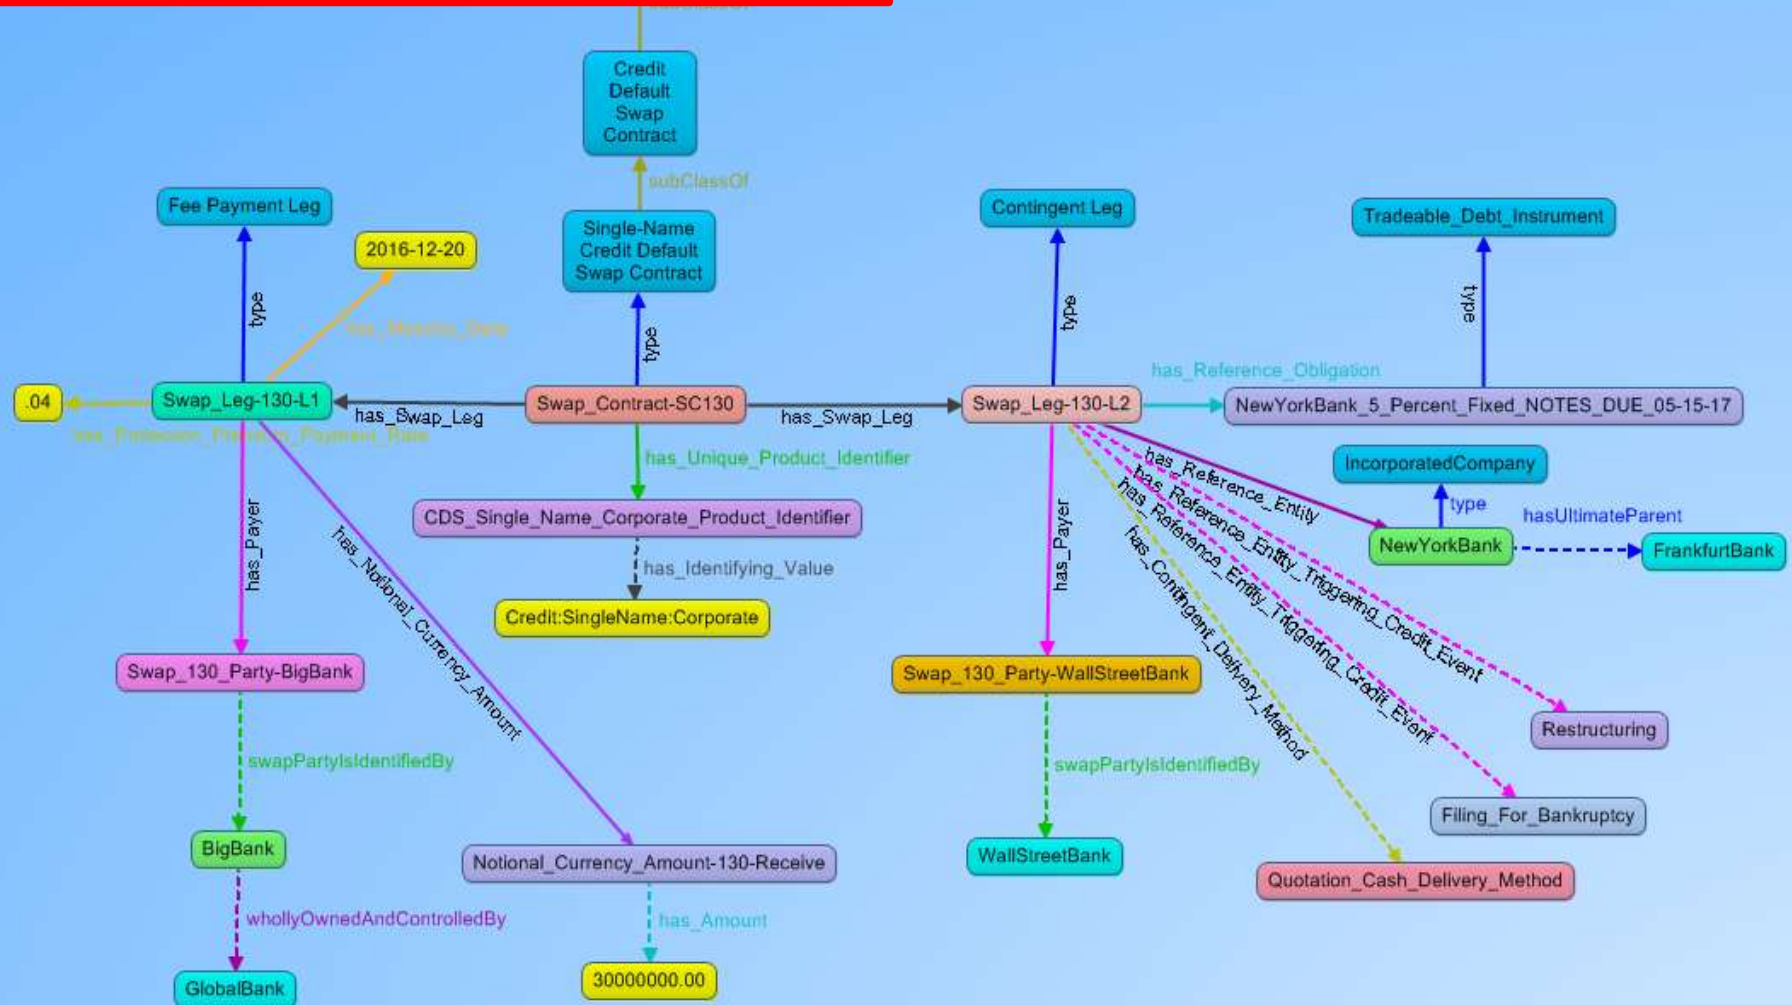 Credit
Default
Swap
Contract
subClassOf
Fee Payment Leg
Single-Name
Credit Default
Swap Contract
Contingent Leg
Tradeable_Debt_Instrument
2016-12-20
type
has_Maturity_Date
type
type
type
has_Reference_Obligation
.04
Swap_Leg-130-L1
has_Swap_Leg
Swap_Contract-SC130
has_Swap_Leg
Swap_Leg-130-L2
NewYorkBank_5_Percent_Fixed_NOTES_DUE_05-15-17
has_Protection_Premium_Payment_Rate
has_Unique_Product_Identifier
has_Reference_Entity
IncorporatedCompany
type
hasUltimateParent
CDS_Single_Name_Corporate_Product_Identifier
NewYorkBank
FrankfurtBank
has_Payer
has_Notional_Currency_Amount
has_Identifying_Value
has_Payer
has_Reference_Entity_Triggering_Credit_Event
has_Reference_Entity_Triggering_Credit_Event
has_Contingent_Delivery_Method
Credit:SingleName:Corporate
Swap_130_Party-BigBank
Swap_130_Party-WallStreetBank
Restructuring
swapPartyIsIdentifiedBy
swapPartyIsIdentifiedBy
Filing_For_Bankruptcy
BigBank
Notional_Currency_Amount-130-Receive
WallStreetBank
Quotation_Cash_Delivery_Method
whollyOwnedAndControlledBy
has_Amount
GlobalBank
30000000.00